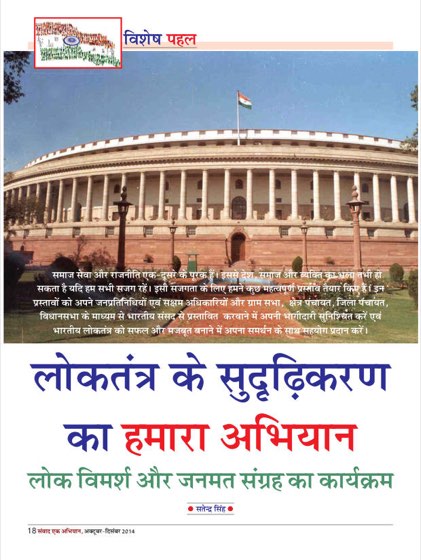 विशेष पहल
समाज सेवा और राजनीति एक-दूसरे के पूरक हैं। इससे देश, समाज और व्यक्ति का भला तभी हो
सकता है यदि हम सभी सजग रहें। इसी सजगता के लिए हमने कुछ महत्वपूर्ण प्रस्ताव तैयार किए हैं। इन
प्रस्तावों को अपने जनप्रतिनिधियों एवं सक्षम अधिकारियों और ग्राम सभा, क्षेत्र पंचायत, जिला पंचायत,
विधानसभा के माध्यम से भारतीय संसद से प्रस्तावित करवाने में अपनी भागीदारी सुनिश्चित करें एवं
भारतीय लोकतंत्र को सफल और मजबूत बनाने में अपना समर्थन के साथ सहयोग प्रदान करें।
लोकतंत्र के सुदृढ़िकरण
का हमारा अभियान
लोक विमर्श और जनमत संग्रह का कार्यक्रम
सतेन्द्र सिंह
18 संवाद एक अभियान, अक्टूबर-दिसंबर 2014